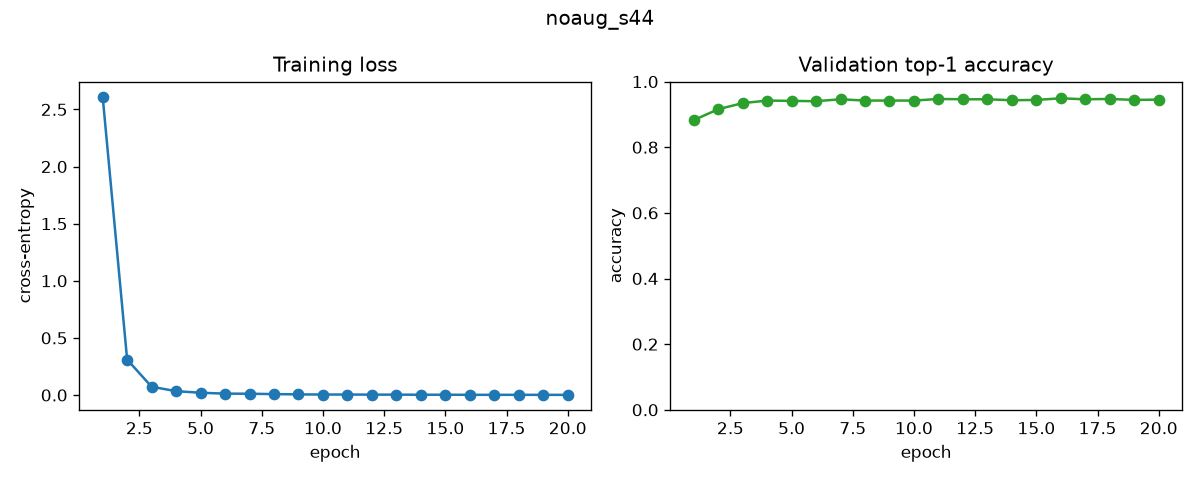 noaug_s44
Training loss
cross-entropy
2.5
2.0
1.5
1.0
0.5
0.0
2.5 5.0 7.5 10.0 12.5 15.0 17.5 20.0
epoch
Validation top-1 accuracy
accuracy
1.0
0.8
0.6
0.4
0.2
0.0
2.5 5.0 7.5 10.0 12.5 15.0 17.5 20.0
epoch